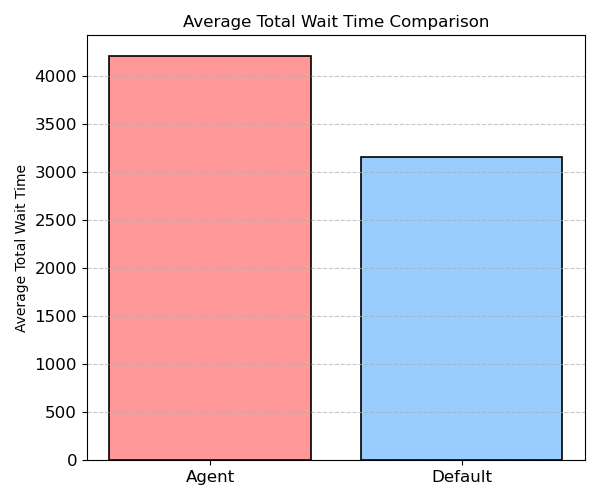 Average Total Wait Time Comparison
Average Total Wait Time
4000
3500
3000
2500
2000
1500
1000
500
0
Agent
Default